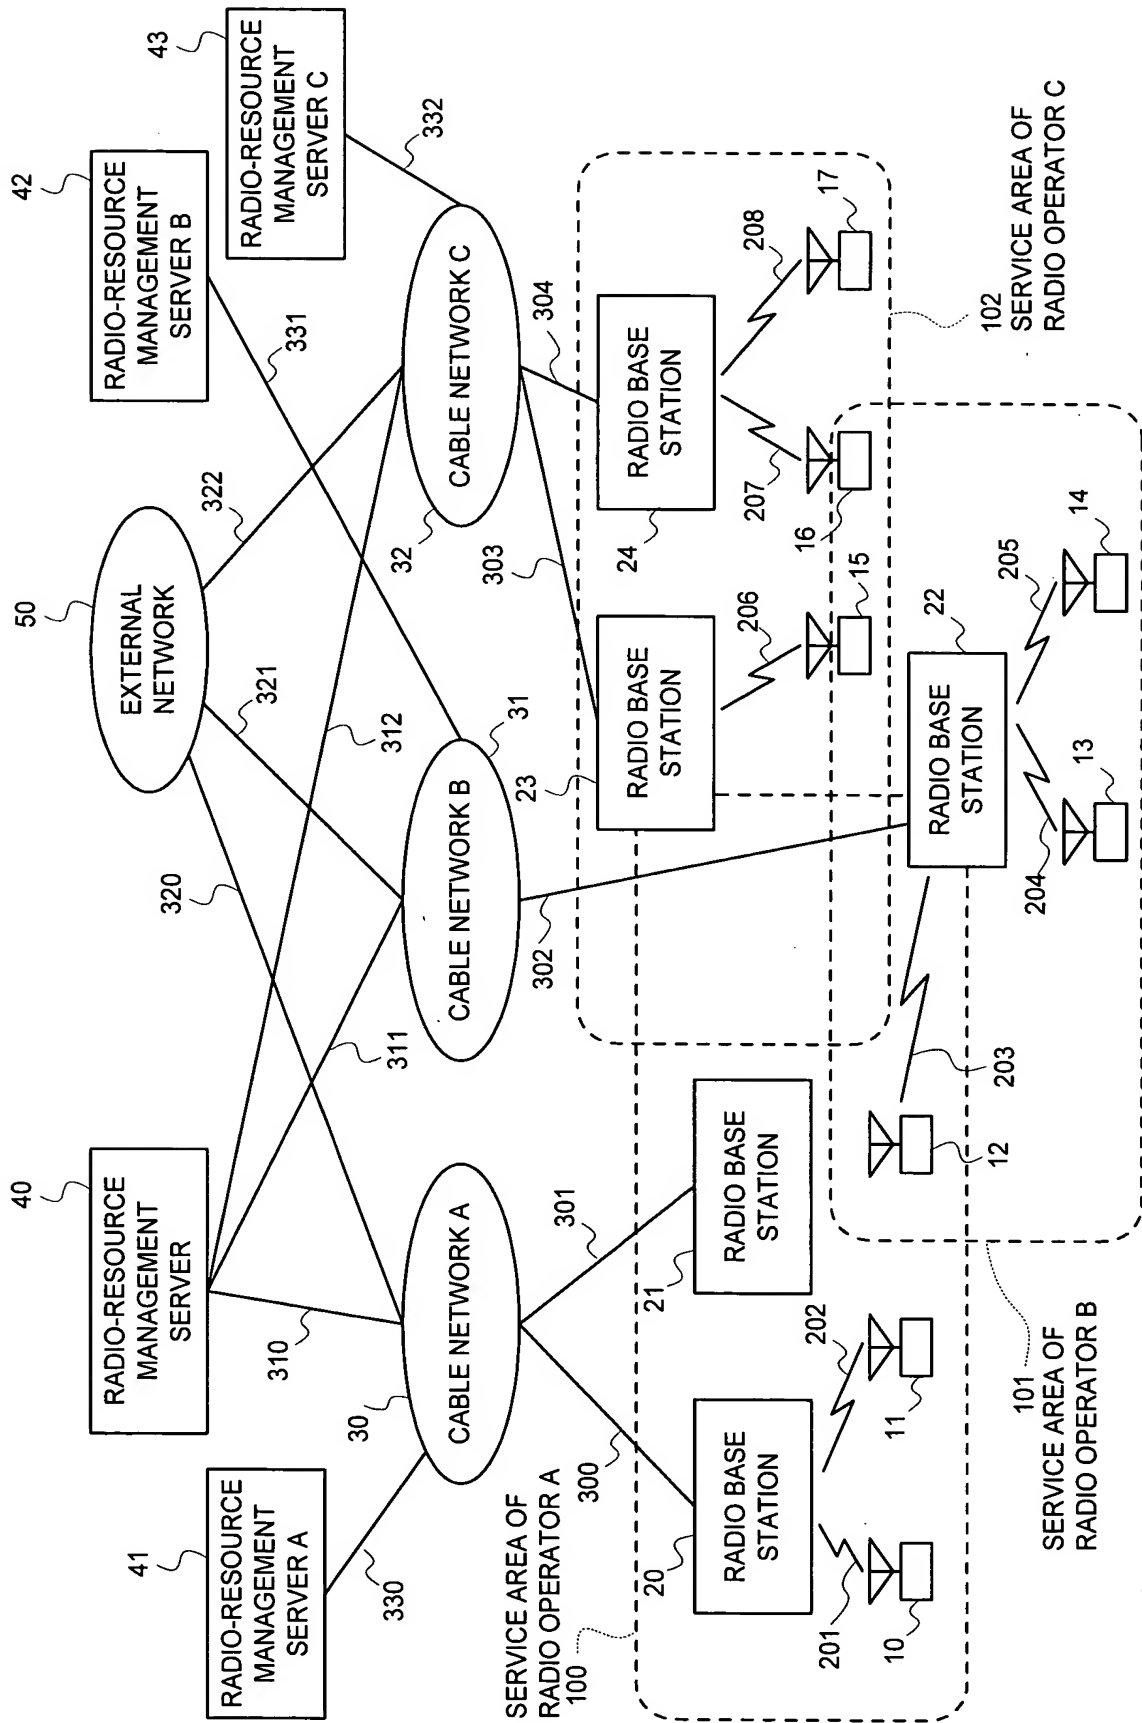 43
RADIO-RESOURCE
MANAGEMENT
SERVER C
42
RADIO-RESOURCE
MANAGEMENT
SERVER B
50
EXTERNAL
NETWORK
40
RADIO-RESOURCE
MANAGEMENT
SERVER
41
RADIO-RESOURCE
MANAGEMENT
SERVER A
332
331
322
321
320
312
311
310
330
30
CABLE NETWORK A
31
CABLE NETWORK B
32
CABLE NETWORK C
SERVICE AREA OF
RADIO OPERATOR A
100
300
301
302
303
304
20
RADIO BASE
STATION
21
RADIO BASE
STATION
23
RADIO BASE
STATION
24
RADIO BASE
STATION
201
202
206
207
208
10
11
12
15
16
17
203
22
RADIO BASE
STATION
204
205
13
14
101
SERVICE AREA OF
RADIO OPERATOR B
102
SERVICE AREA OF
RADIO OPERATOR C